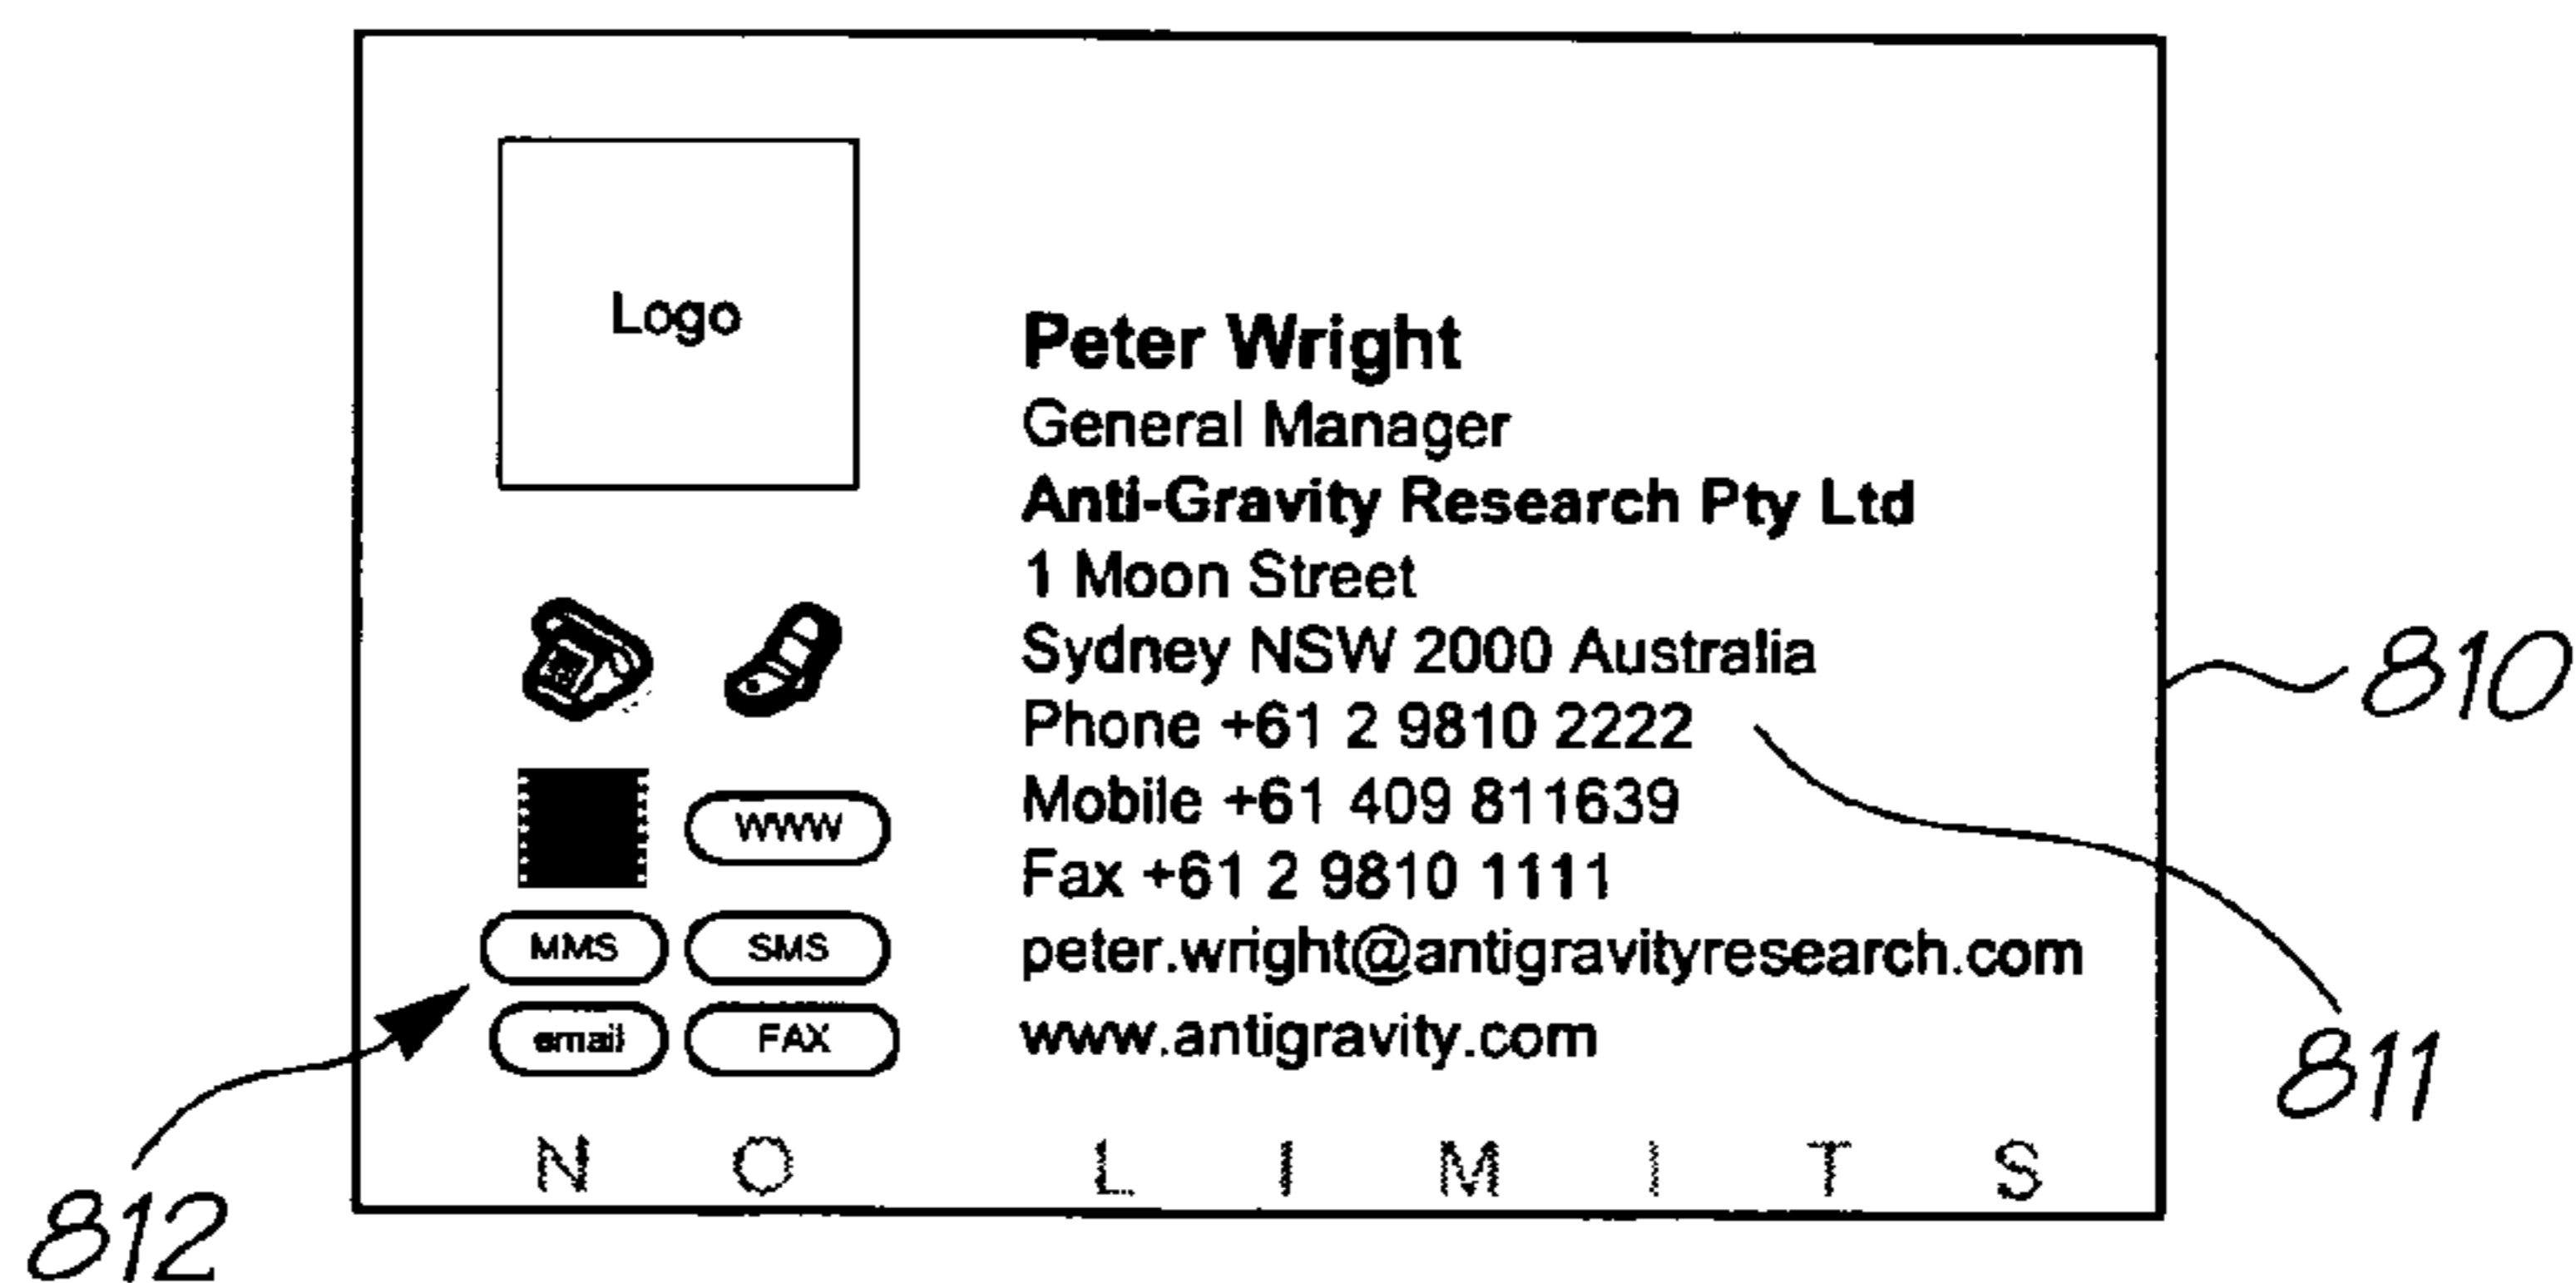 Logo
Peter Wright
General Manager
Anti-Gravity Research Pty Ltd
1 Moon Street
Sydney NSW 2000 Australia
Phone +61 2 9810 2222
Mobile +61 409 811639
Fax +61 2 9810 1111
peter.wright@antigravityresearch.com
www.antigravity.com
WWW
MMS SMS
email FAX
N O L I M I T S
810
811
812